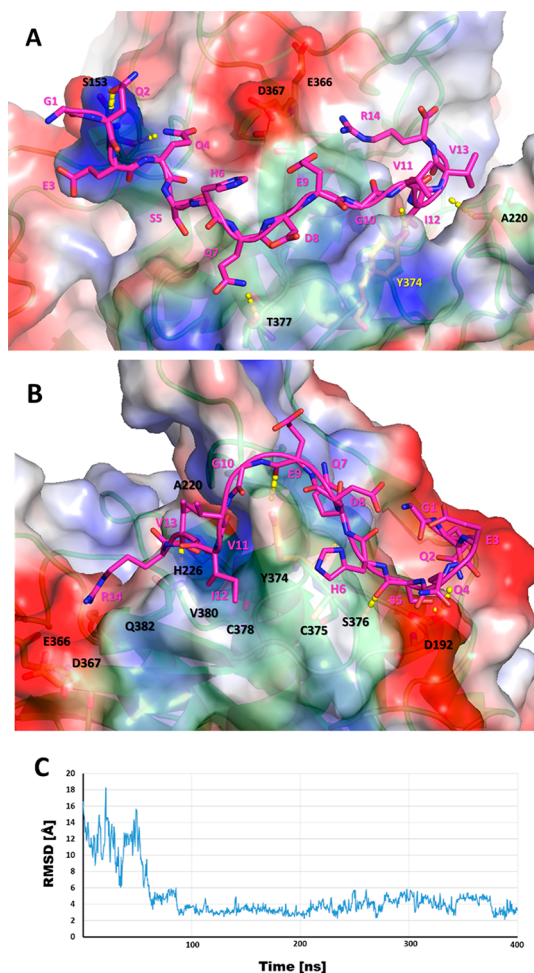 A
S153
Q2
G1
E366
D367
R14
Q4
V13
E3
H6
E9
V11
S5
G10
I12
D8
A220
Q7
Y374
T377
B
G10
Q7
E9
A220
D8
G1
V13
E3
V11
Q2
H226
Y374
I12
H6
Q4
R14
S5
V380
S376
Q382
C378
C375
D192
E366
D367
C
RMSD [Å]
20
18
16
14
12
10
8
6
4
2
0
100
200
300
400
Time [ns]